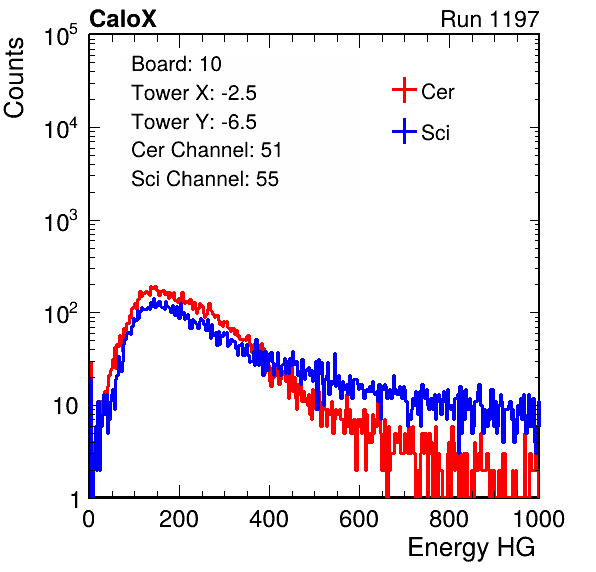 CaloX Run 1197
Counts
Board: 10
Tower X: -2.5
Tower Y: -6.5
Cer Channel: 51
Sci Channel: 55
Cer
Sci
10^5
10^4
10^3
10^2
10
1
0 200 400 600 800 1000
Energy HG